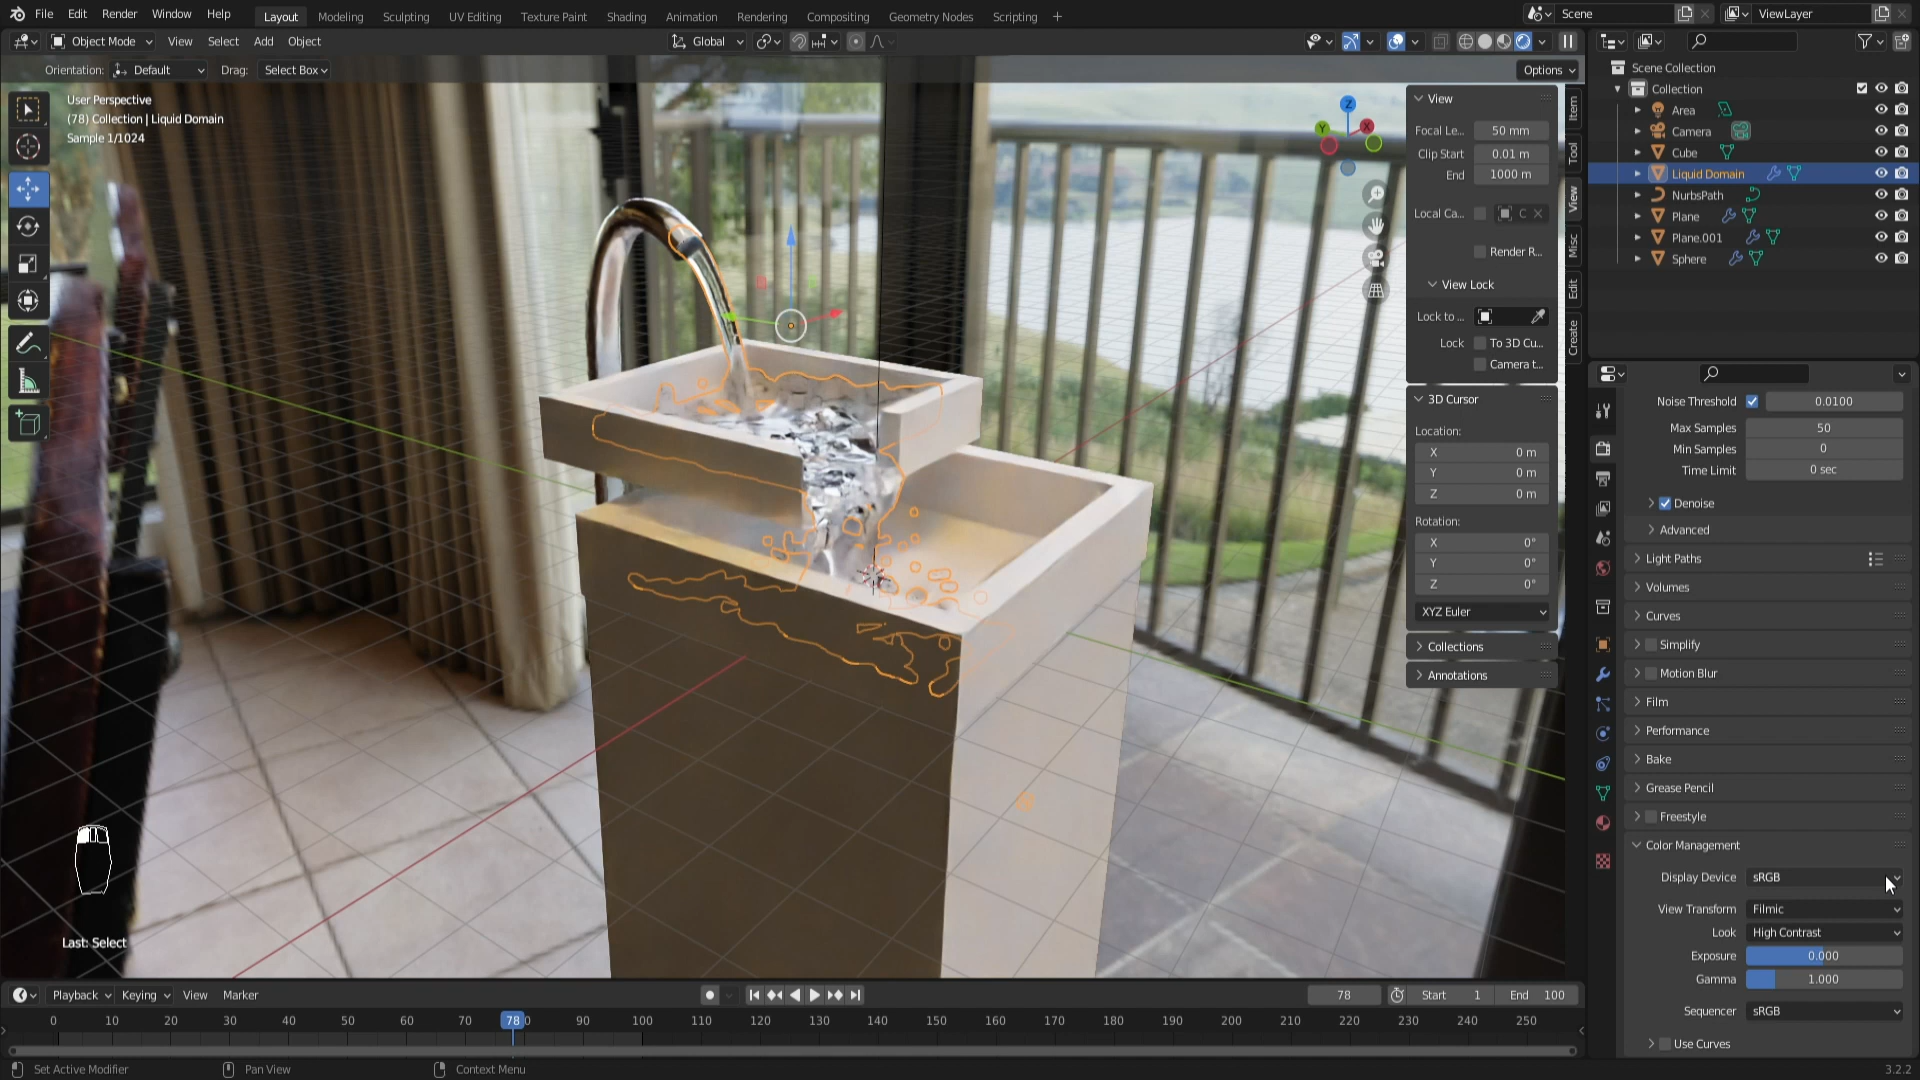 File Edit Render Window Help Layout Modeling Sculpting UV Editing Texture Paint Shading Animation Rendering Compositing Geometry Nodes Scripting + Scene ViewLayer
Object Mode View Select Add Object Global
Orientation: Default Drag: Select Box Options
User Perspective
(78) Collection | Liquid Domain
Sample 1/1024
Z
Y
X
View
Focal Le... 50 mm
Clip Start 0.01 m
End 1000 m
Local Ca... C
Render R...
View Lock
Lock to ...
Lock To 3D Cu...
Camera t...
3D Cursor
Location:
X 0 m
Y 0 m
Z 0 m
Rotation:
X 0°
Y 0°
Z 0°
XYZ Euler
Collections
Annotations
Item
Tool
View
Misc
Edit
Create
Scene Collection
Collection
Area
Camera
Cube
Liquid Domain
NurbsPath
Plane
Plane.001
Sphere
Noise Threshold 0.0100
Max Samples 50
Min Samples 0
Time Limit 0 sec
Denoise
Advanced
Light Paths
Volumes
Curves
Simplify
Motion Blur
Film
Performance
Bake
Grease Pencil
Freestyle
Color Management
Display Device sRGB
View Transform Filmic
Look High Contrast
Exposure 0.000
Gamma 1.000
Sequencer sRGB
Use Curves
Last: Select
Playback Keying View Marker 78 Start 1 End 100
0 10 20 30 40 50 60 70 78 0 90 100 110 120 130 140 150 160 170 180 190 200 210 220 230 240 250
Set Active Modifier Pan View Context Menu 3.2.2